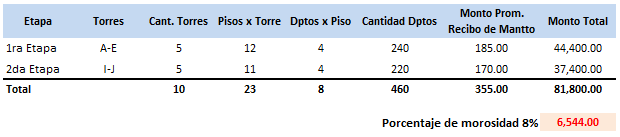 Etapa Torres Cant. Torres Pisos x Torre Dptos x Piso Cantidad Dptos Monto Prom. Recibo de Mantto Monto Total
1ra Etapa A-E 5 12 4 240 185.00 44,400.00
2da Etapa I-J 5 11 4 220 170.00 37,400.00
Total 10 23 8 460 355.00 81,800.00
Porcentaje de morosidad 8% 6,544.00